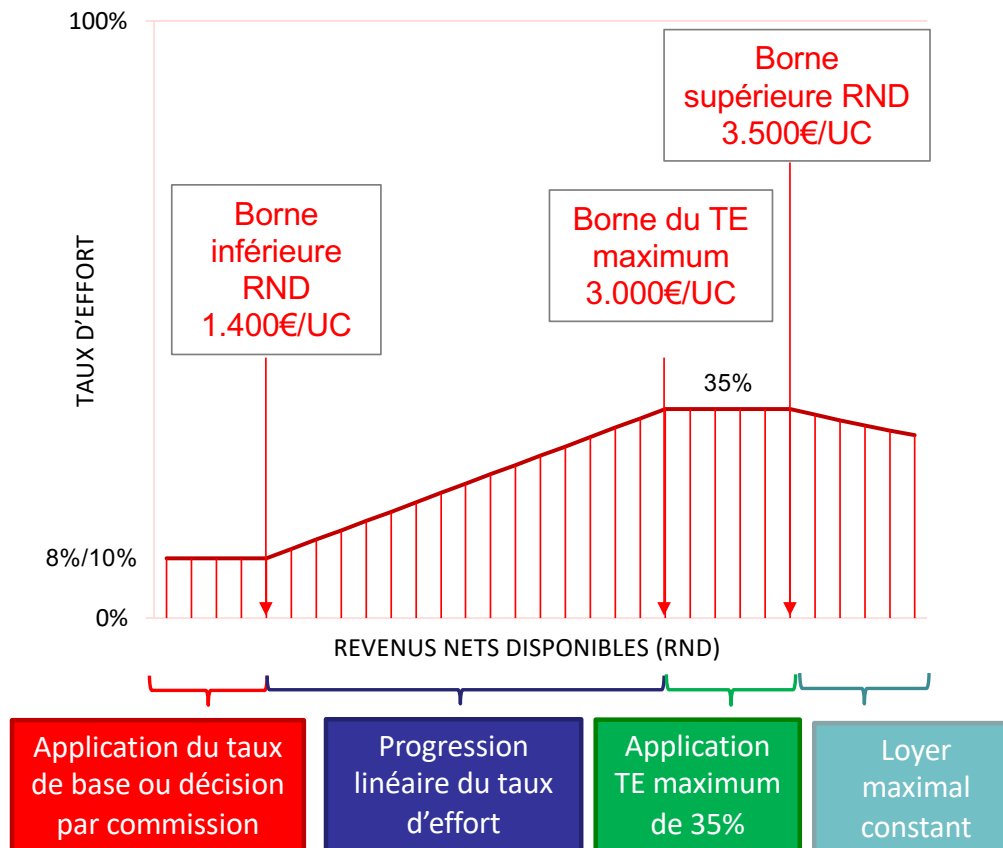 100%
Borne
supérieure RND
3.500€/UC
Borne
inférieure
RND
1.400€/UC
Borne du TE
maximum
3.000€/UC
TAUX D’EFFORT
35%
8%/10%
0%
REVENUS NETS DISPONIBLES (RND)
Application du taux
de base ou décision
par commission
Progression
linéaire du taux
d’effort
Application
TE maximum
de 35%
Loyer
maximal
constant